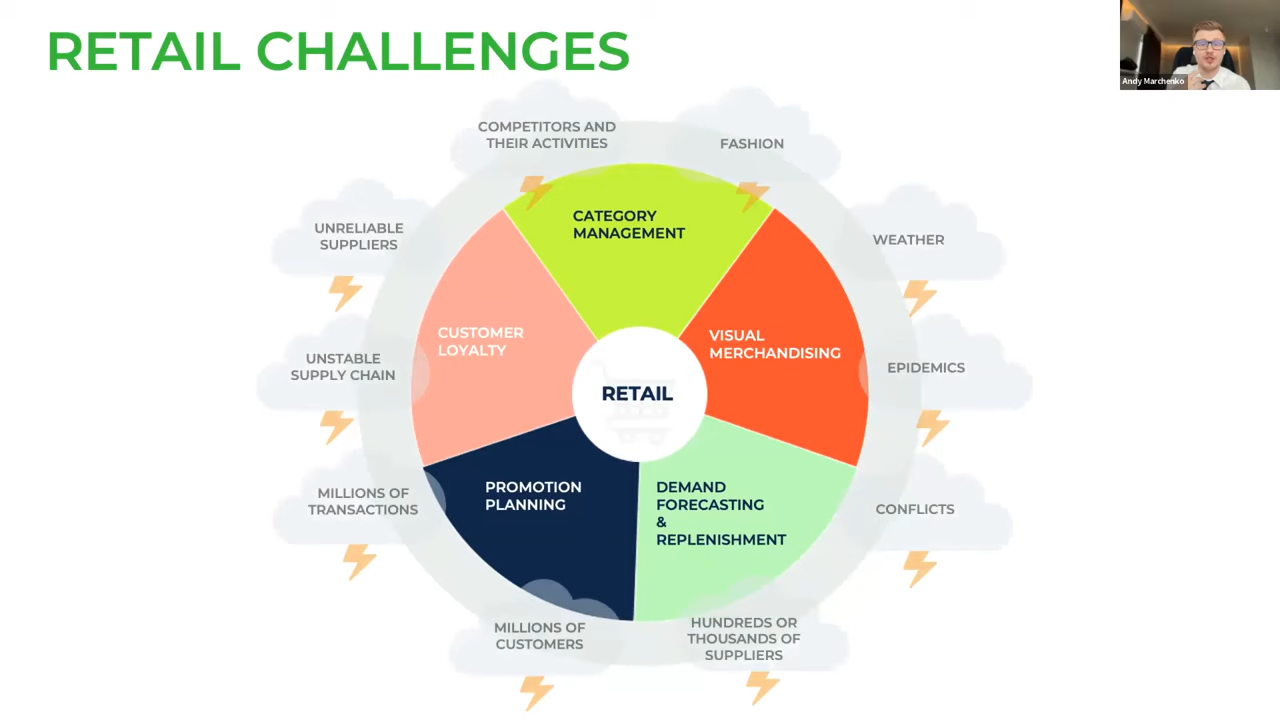 RETAIL CHALLENGES
Andy Marchenko
COMPETITORS AND
THEIR ACTIVITIES
FASHION
UNRELIABLE
SUPPLIERS
CATEGORY
MANAGEMENT
WEATHER
CUSTOMER
LOYALTY
VISUAL
MERCHANDISING
UNSTABLE
SUPPLY CHAIN
RETAIL
EPIDEMICS
MILLIONS OF
TRANSACTIONS
PROMOTION
PLANNING
DEMAND
FORECASTING
&
REPLENISHMENT
CONFLICTS
MILLIONS OF
CUSTOMERS
HUNDREDS OR
THOUSANDS OF
SUPPLIERS